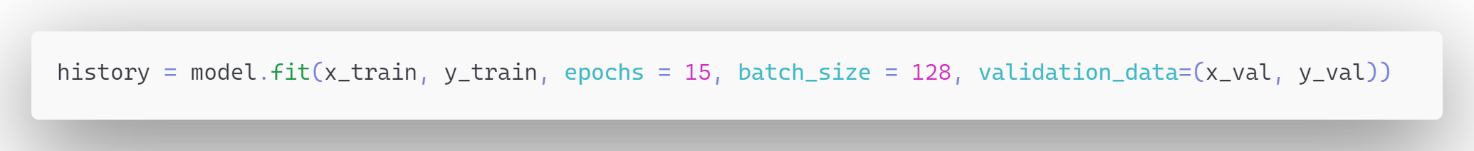 history = model.fit(x_train, y_train, epochs = 15, batch_size = 128, validation_data=(x_val, y_val))